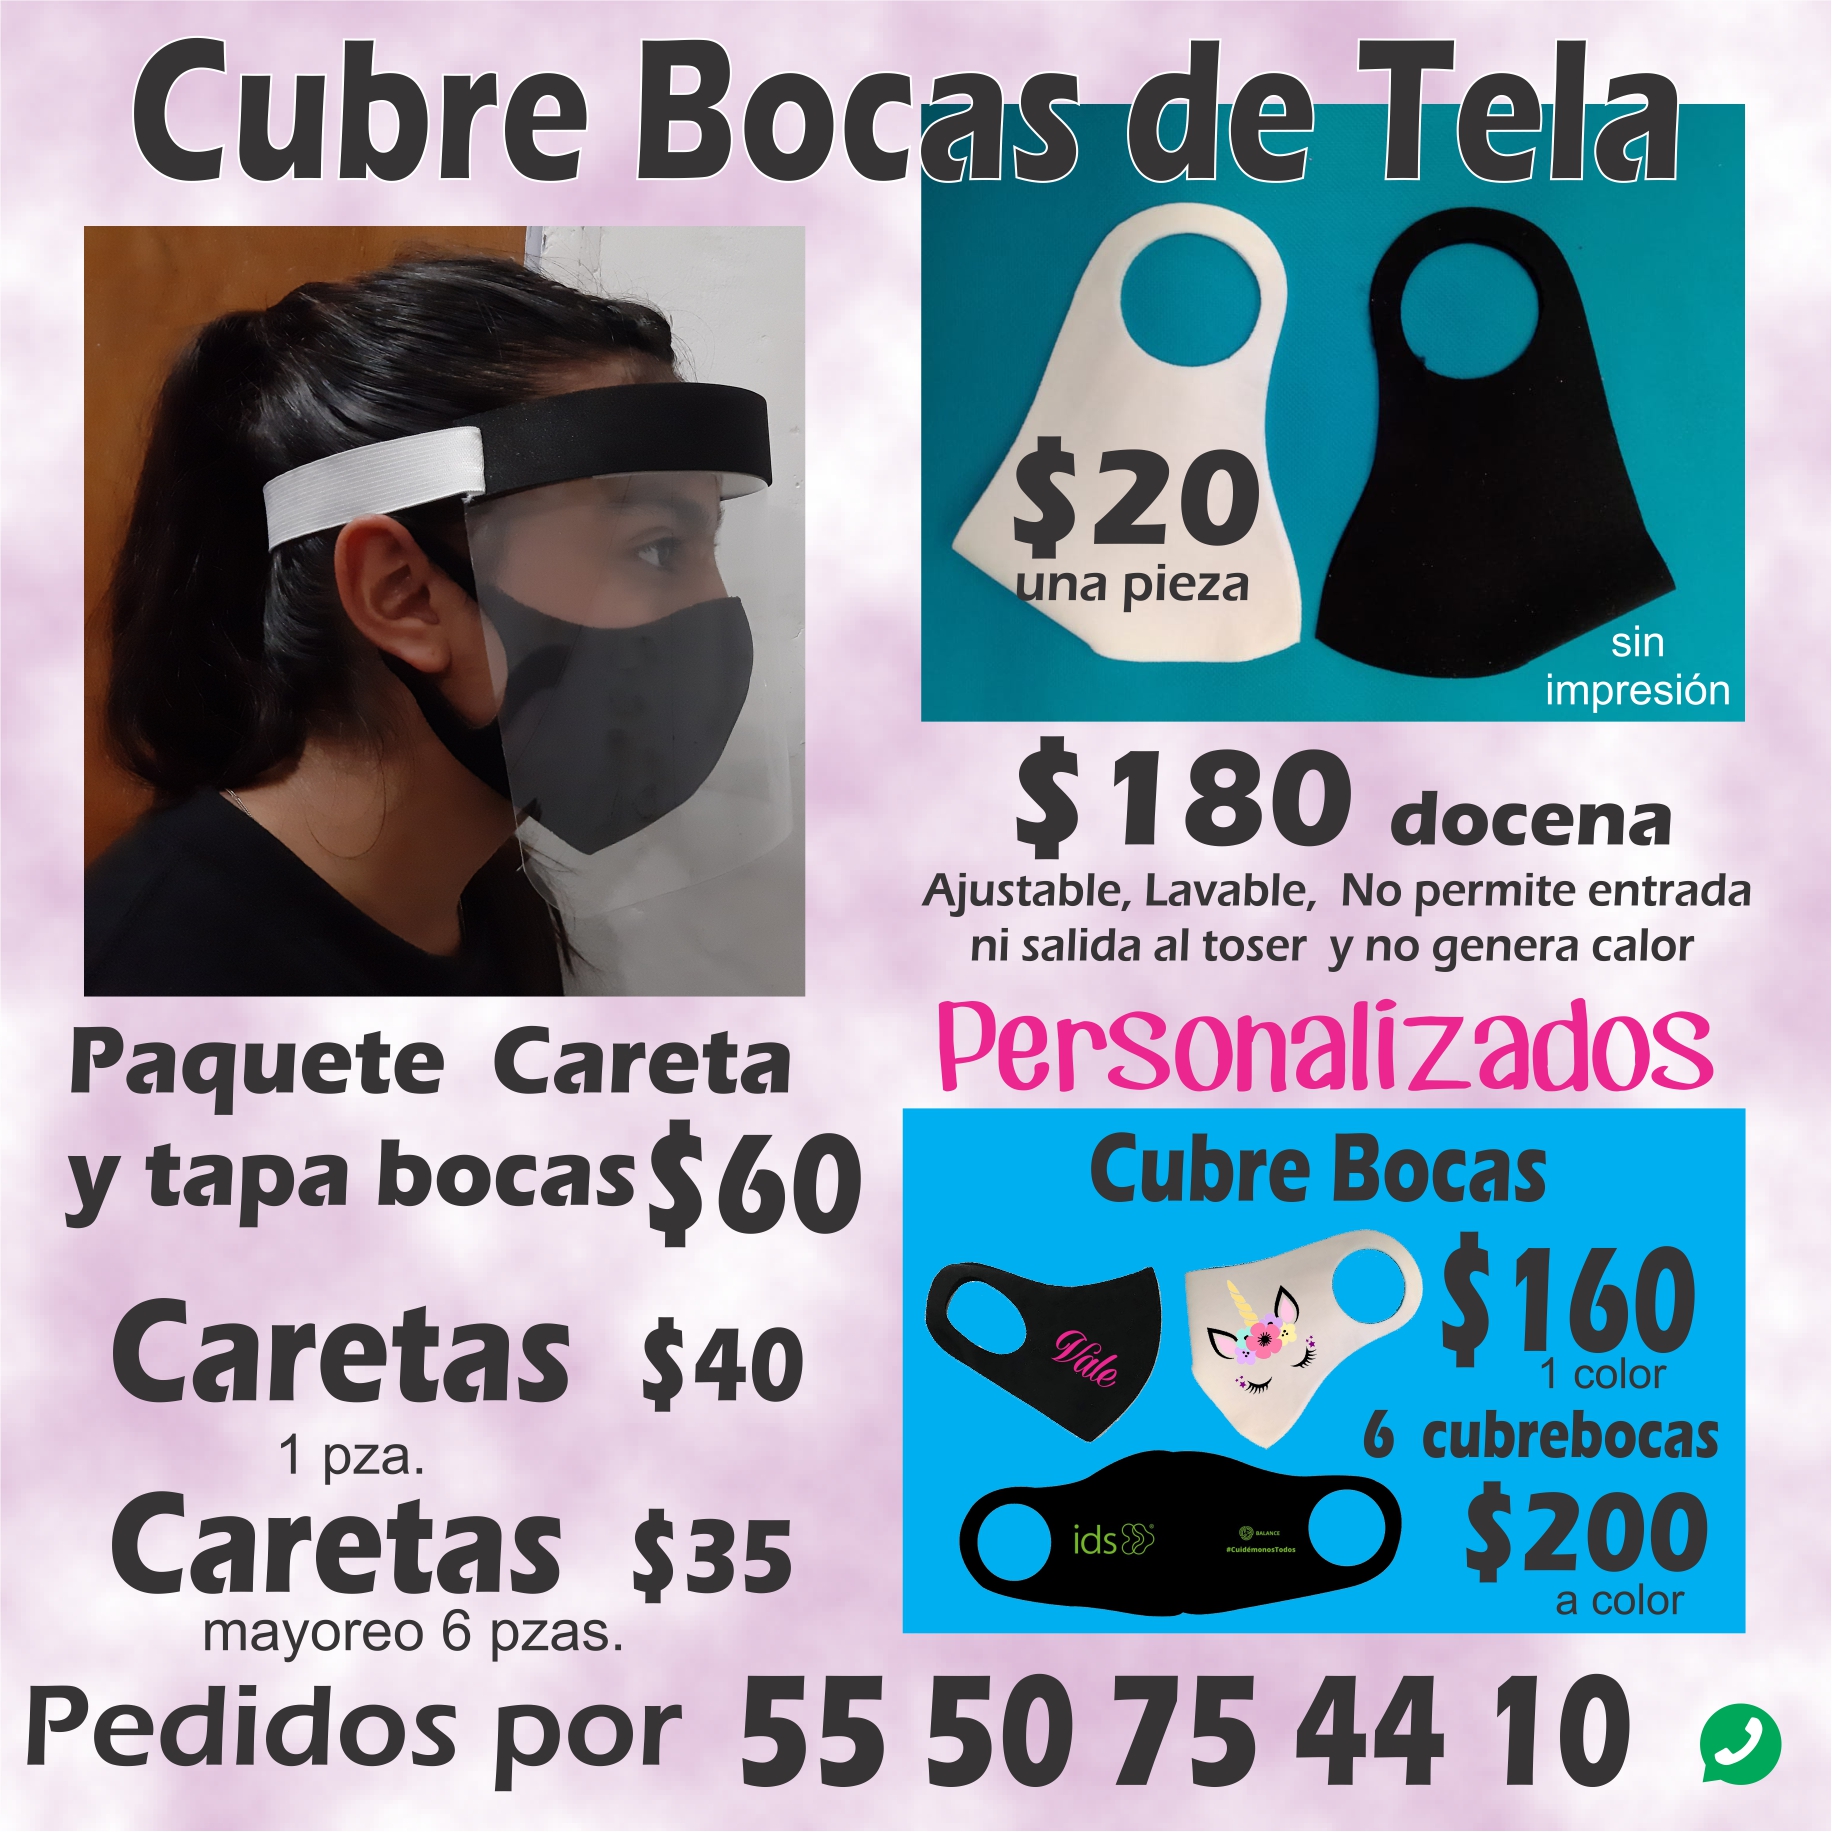 Cubre Bocas de Tela
$20
una pieza
sin
impresión
$180 docena
Ajustable, Lavable, No permite entrada
ni salida al toser y no genera calor
Paquete Careta
y tapa bocas $60
Caretas $40
1 pza.
Caretas $35
mayoreo 6 pzas.
Personalizados
Cubre Bocas
$160
1 color
Vale
6 cubrebocas
$200
a color
ids®
BALANCE
#CuidémonosTodos
Pedidos por 55 50 75 44 10